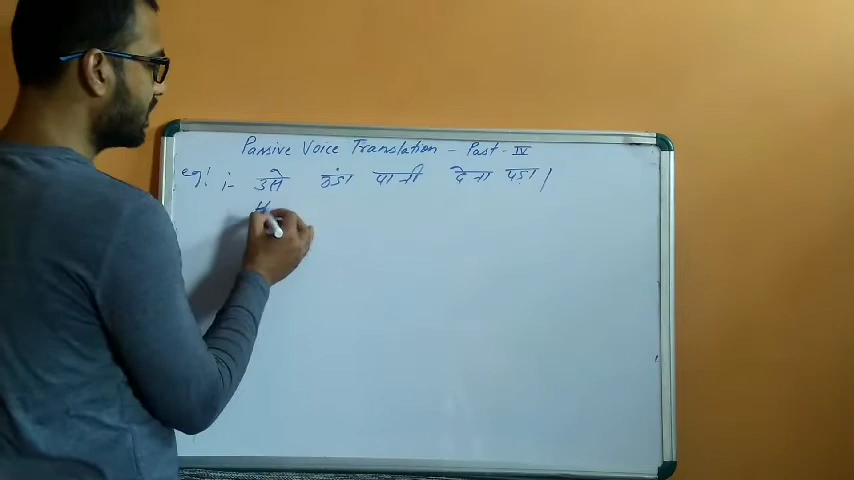 Passive Voice Translation - Past - IV
eg! :- उसे ठंडा पानी देना पड़ा।
H